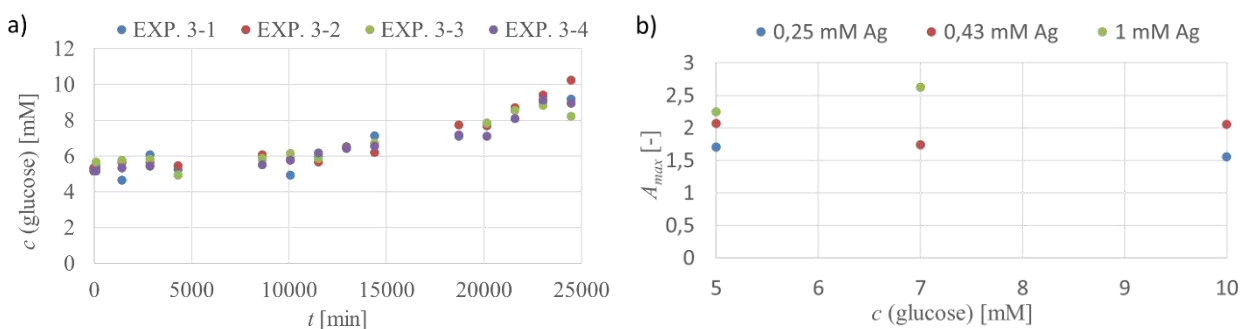 a)
EXP. 3-1 EXP. 3-2 EXP. 3-3 EXP. 3-4
c (glucose) [mM]
12
10
8
6
4
2
0
0 5000 10000 15000 20000 25000
t [min]
b)
0,25 mM Ag 0,43 mM Ag 1 mM Ag
Amax [-]
3
2,5
2
1,5
1
0,5
0
5 6 7 8 9 10
c (glucose) [mM]